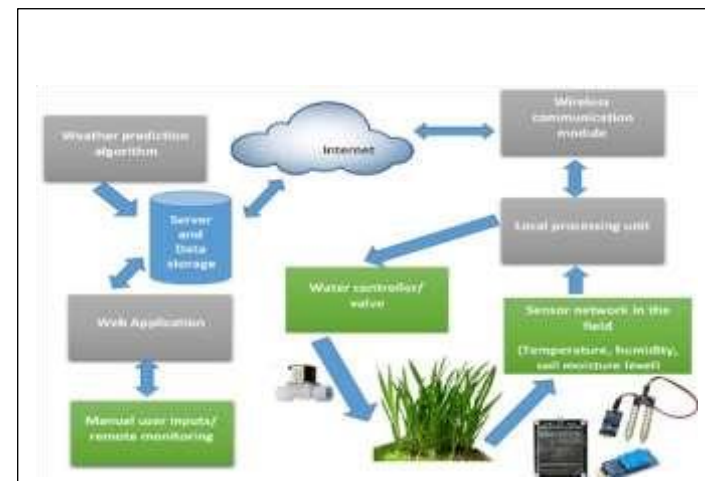 Weather prediction
algorithm
Internet
Wireless
communication
module
Server
and
Data
storage
Local processing unit
Water controller/
valve
Web Application
Sensor network in the
field
(Temperature, humidity,
soil moisture level)
Manual user inputs/
remote monitoring